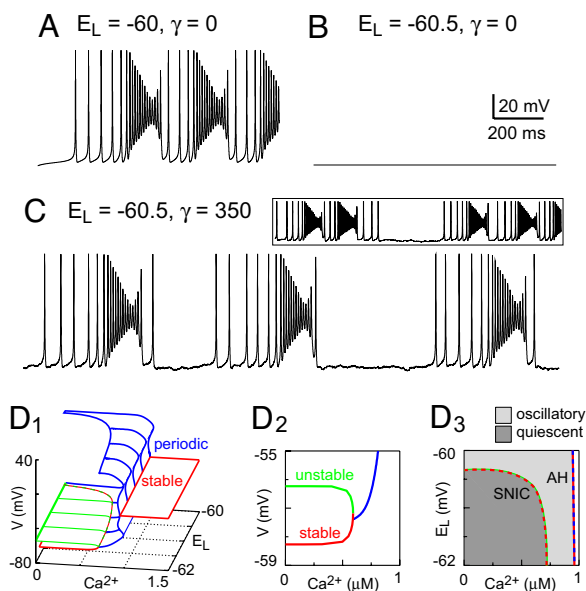 A E_L = -60, γ = 0
B E_L = -60.5, γ = 0
20 mV
200 ms
C E_L = -60.5, γ = 350
D₁
periodic
stable
40
V (mV)
-80
0
Ca²⁺
1.5
-60
E_L
-62
D₂
-55
unstable
V (mV)
stable
-59
0
Ca²⁺ (μM)
1
D₃
oscillatory
quiescent
-60
AH
SNIC
E_L (mV)
-62
0
Ca²⁺ (μM)
1